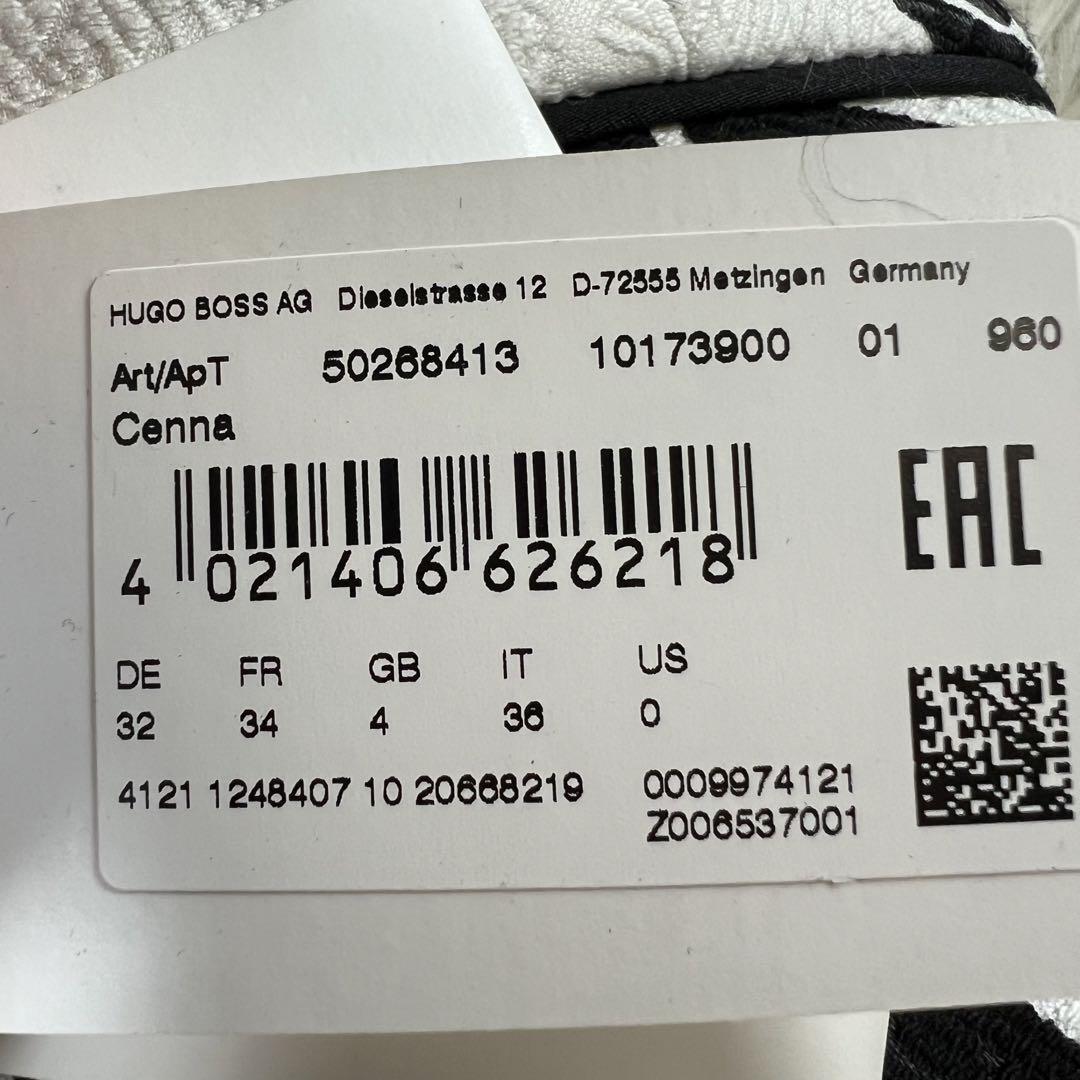 HUGO BOSS AG Dieselstrasse 12 D-72555 Metzingen Germany
Art/ApT 50268413 10173900 01 960
Cenna
EAC
4 021406 626218
DE FR GB IT US
32 34 4 36 0
4121 1248407 10 20668219 0009974121
Z006537001